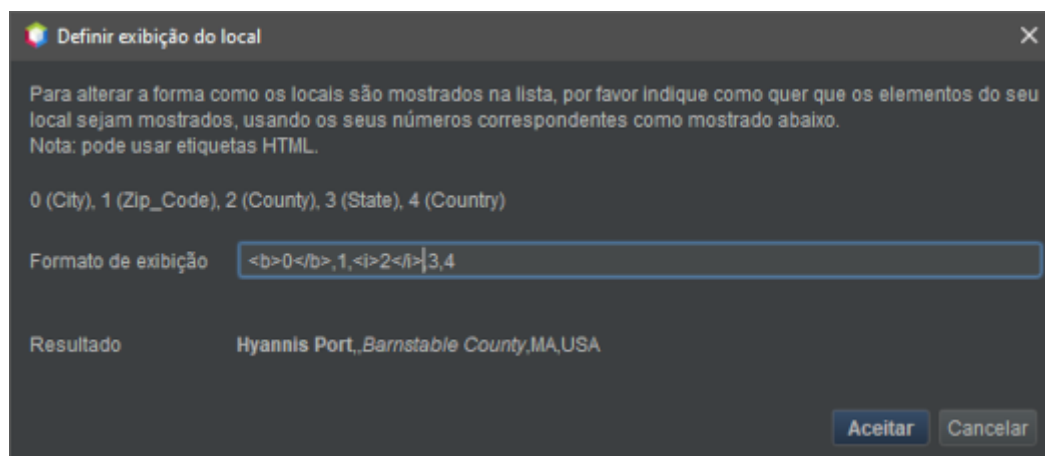 Definir exibição do local
Para alterar a forma como os locais são mostrados na lista, por favor indique como quer que os elementos do seu
local sejam mostrados, usando os seus números correspondentes como mostrado abaixo.
Nota: pode usar etiquetas HTML.
0 (City), 1 (Zip_Code), 2 (County), 3 (State), 4 (Country)
Formato de exibição <b>0</b>,1,<i>2</i>,3,4
Resultado Hyannis Port,,Barnstable County,MA,USA
Aceitar Cancelar